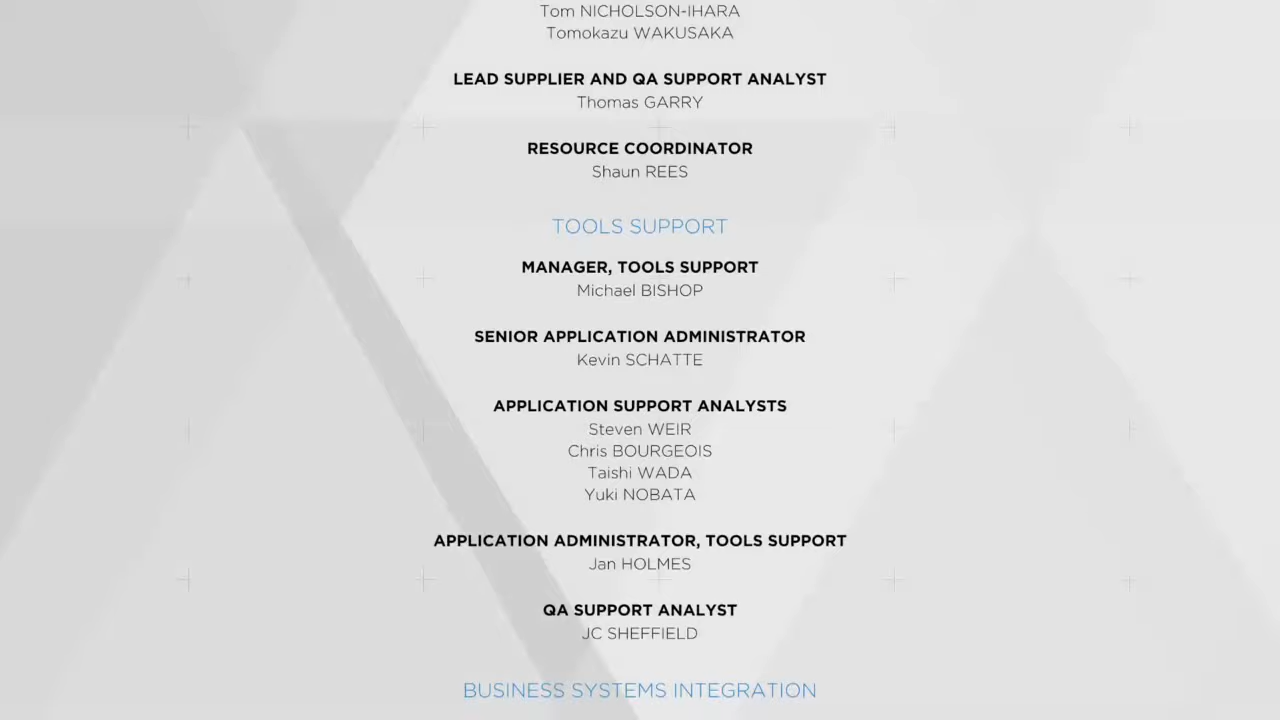 Tom NICHOLSON-IHARA
Tomokazu WAKUSAKA
LEAD SUPPLIER AND QA SUPPORT ANALYST
Thomas GARRY
RESOURCE COORDINATOR
Shaun REES
TOOLS SUPPORT
MANAGER, TOOLS SUPPORT
Michael BISHOP
SENIOR APPLICATION ADMINISTRATOR
Kevin SCHATTE
APPLICATION SUPPORT ANALYSTS
Steven WEIR
Chris BOURGEOIS
Taishi WADA
Yuki NOBATA
APPLICATION ADMINISTRATOR, TOOLS SUPPORT
Jan HOLMES
QA SUPPORT ANALYST
JC SHEFFIELD
BUSINESS SYSTEMS INTEGRATION